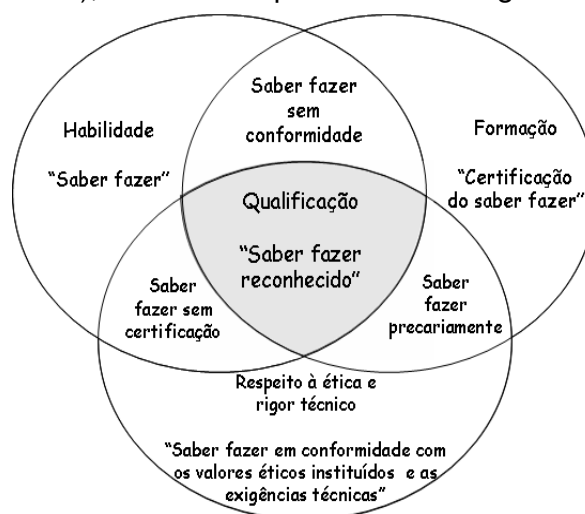 Saber fazer
sem
conformidade
Habilidade
"Saber fazer"
Formação
"Certificação
do saber fazer"
Qualificação
"Saber fazer
reconhecido"
Saber
fazer sem
certificação
Saber
fazer
precariamente
Respeito à ética e
rigor técnico
"Saber fazer em conformidade com
os valores éticos instituídos e as
exigências técnicas"